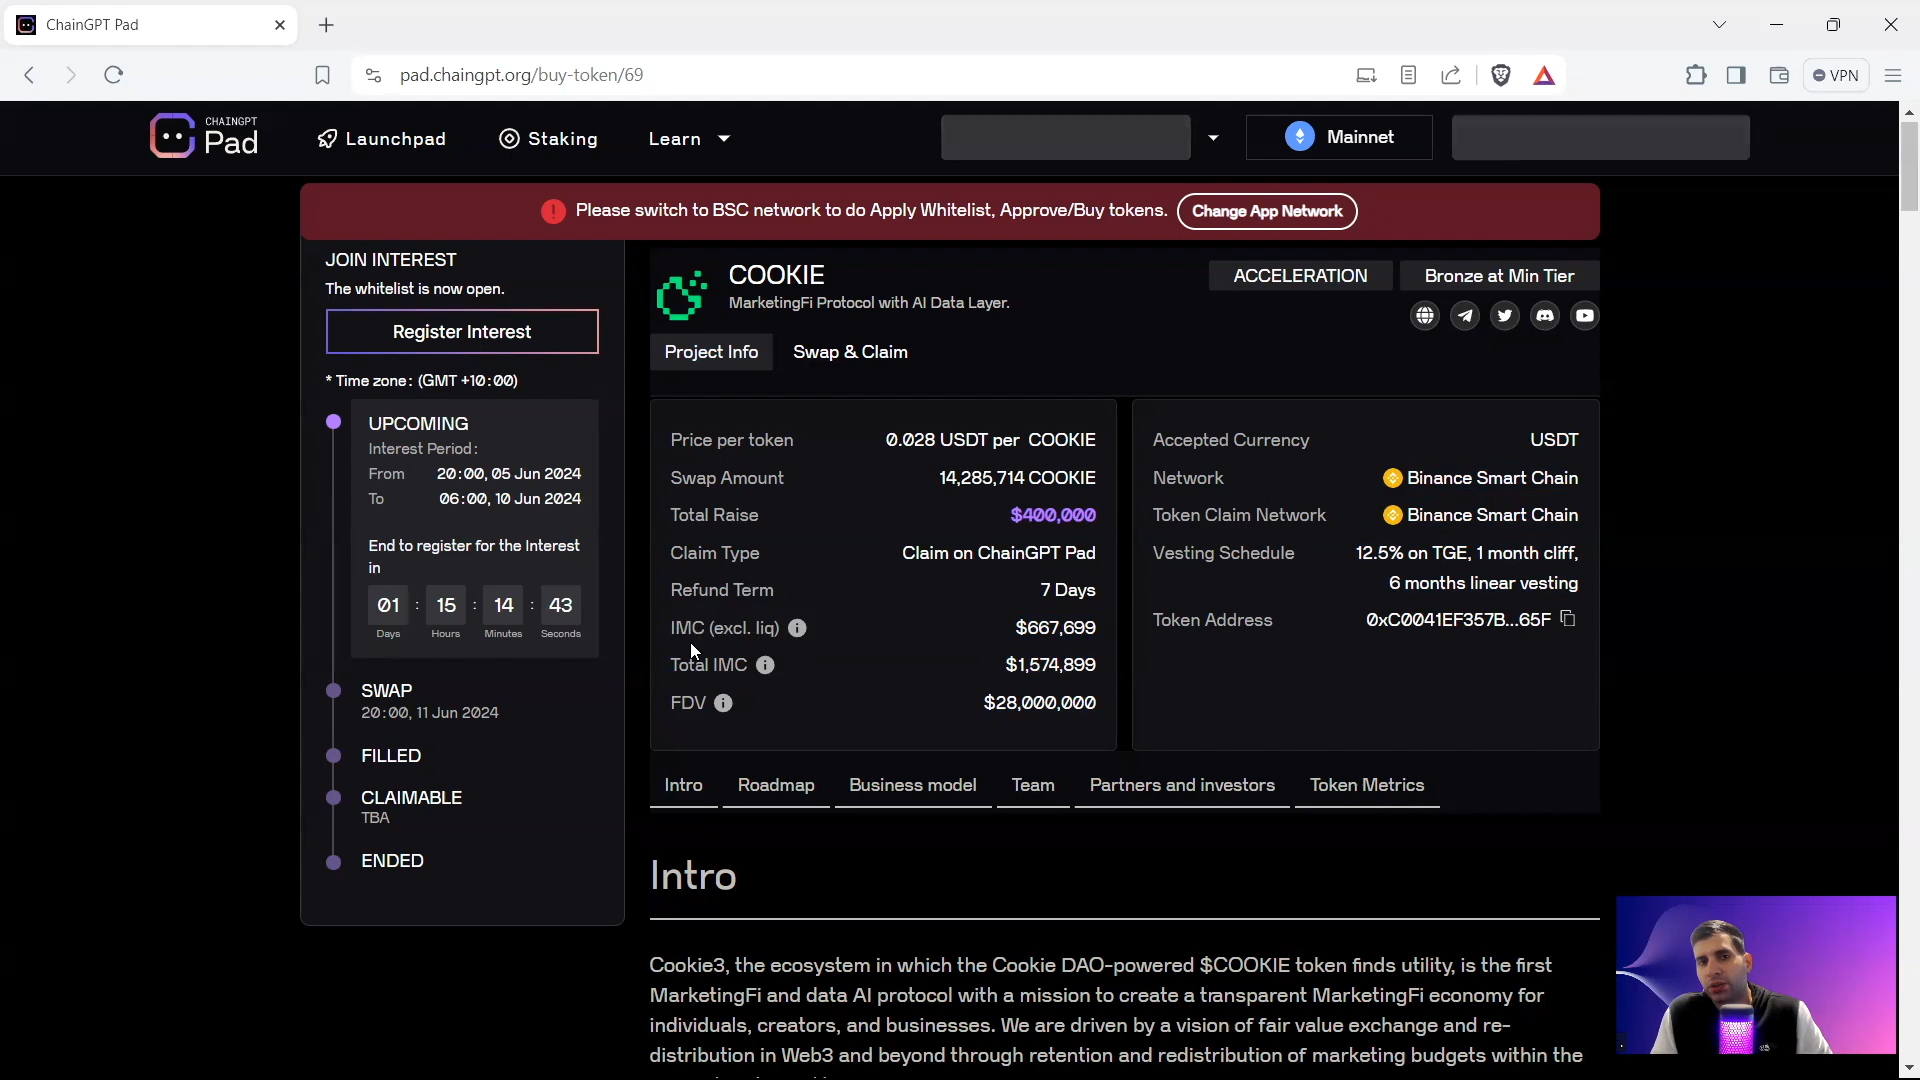 ChainGPT Pad
pad.chaingpt.org/buy-token/69
VPN
CHAINGPT
Pad
Launchpad
Staking
Learn
Mainnet
Please switch to BSC network to do Apply Whitelist, Approve/Buy tokens.
Change App Network
JOIN INTEREST
The whitelist is now open.
Register Interest
* Time zone: (GMT +10:00)
UPCOMING
Interest Period:
From 20:00, 05 Jun 2024
To 06:00, 10 Jun 2024
End to register for the Interest
in
01 : 15 : 14 : 43
Days Hours Minutes Seconds
SWAP
20:00, 11 Jun 2024
FILLED
CLAIMABLE
TBA
ENDED
COOKIE
MarketingFi Protocol with AI Data Layer.
ACCELERATION
Bronze at Min Tier
Project Info
Swap & Claim
Price per token 0.028 USDT per COOKIE
Swap Amount 14,285,714 COOKIE
Total Raise $400,000
Claim Type Claim on ChainGPT Pad
Refund Term 7 Days
IMC (excl. liq) $667,699
Total IMC $1,574,899
FDV $28,000,000
Accepted Currency USDT
Network Binance Smart Chain
Token Claim Network Binance Smart Chain
Vesting Schedule 12.5% on TGE, 1 month cliff,
6 months linear vesting
Token Address 0xC0041EF357B...65F
Intro
Roadmap
Business model
Team
Partners and investors
Token Metrics
Intro
Cookie3, the ecosystem in which the Cookie DAO-powered $COOKIE token finds utility, is the first
MarketingFi and data AI protocol with a mission to create a transparent MarketingFi economy for
individuals, creators, and businesses. We are driven by a vision of fair value exchange and re-
distribution in Web3 and beyond through retention and redistribution of marketing budgets within the